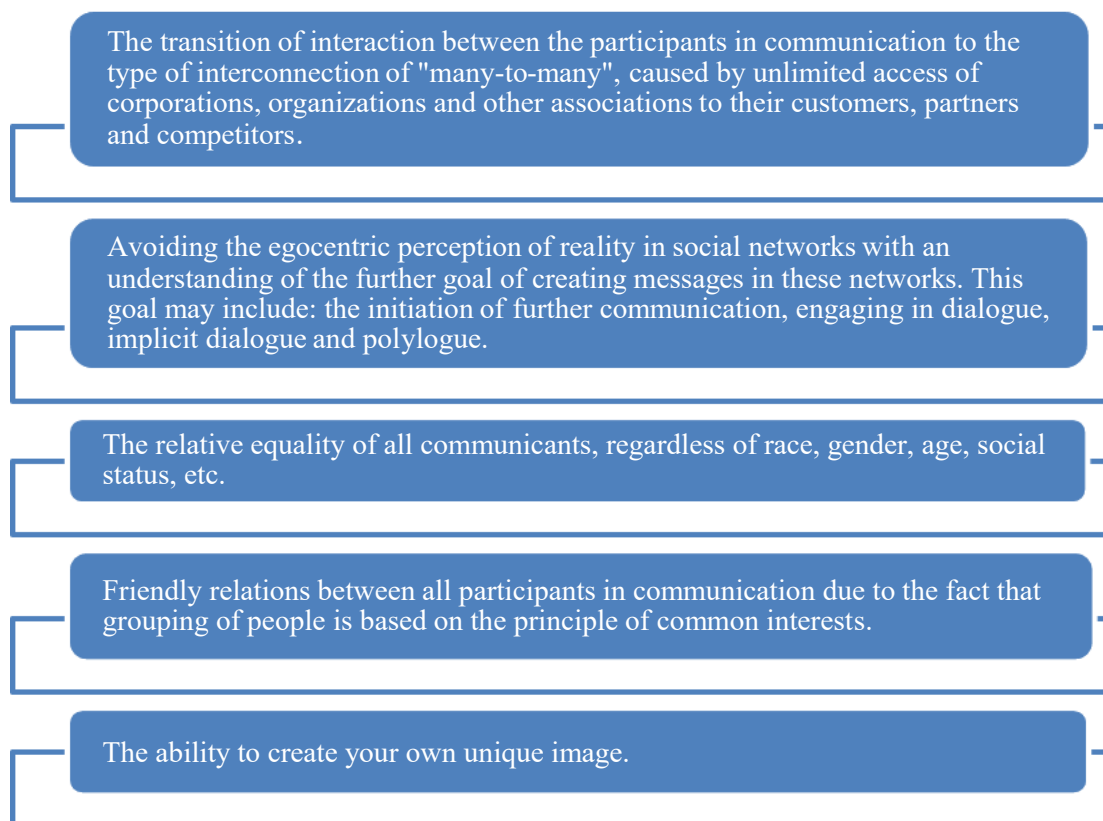 The transition of interaction between the participants in communication to the
type of interconnection of "many-to-many", caused by unlimited access of
corporations, organizations and other associations to their customers, partners
and competitors.
Avoiding the egocentric perception of reality in social networks with an
understanding of the further goal of creating messages in these networks. This
goal may include: the initiation of further communication, engaging in dialogue,
implicit dialogue and polylogue.
The relative equality of all communicants, regardless of race, gender, age, social
status, etc.
Friendly relations between all participants in communication due to the fact that
grouping of people is based on the principle of common interests.
The ability to create your own unique image.